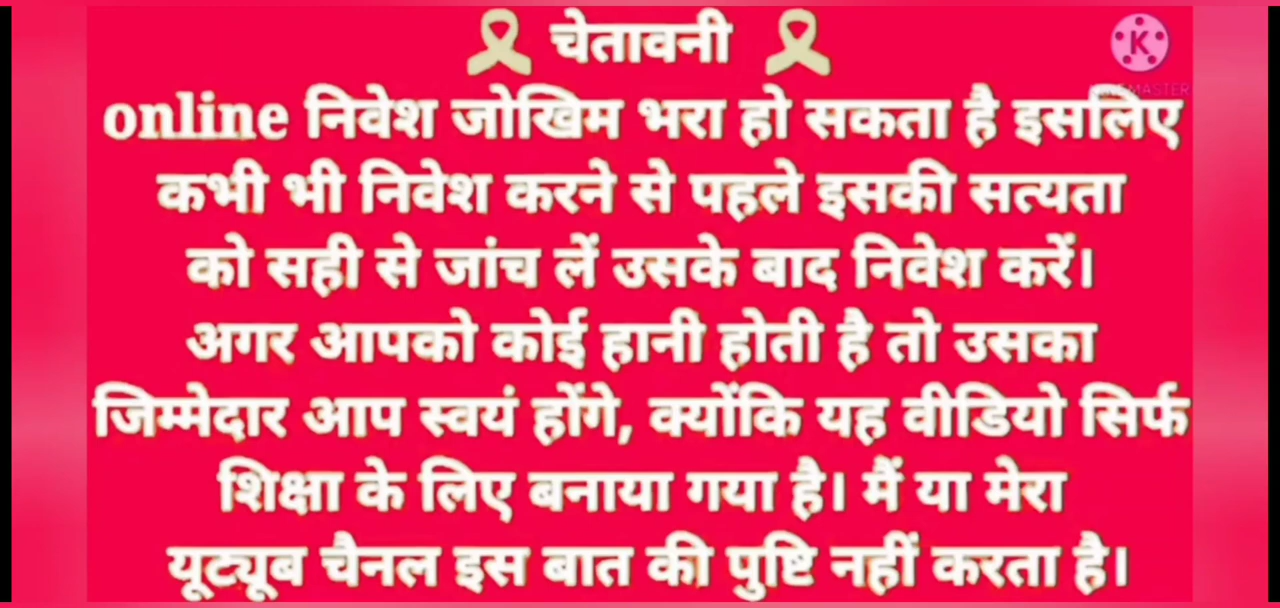 चेतावनी
K
KINEMASTER
online निवेश जोखिम भरा हो सकता है इसलिए
कभी भी निवेश करने से पहले इसकी सत्यता
को सही से जांच लें उसके बाद निवेश करें।
अगर आपको कोई हानी होती है तो उसका
जिम्मेदार आप स्वयं होंगे, क्योंकि यह वीडियो सिर्फ
शिक्षा के लिए बनाया गया है। मैं या मेरा
यूट्यूब चैनल इस बात की पुष्टि नहीं करता है।